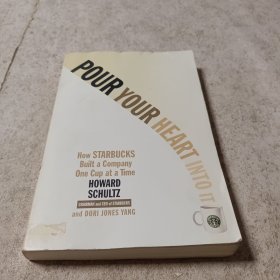 POUR YOUR HEART INTO IT
How STARBUCKS
Built a Company
One Cup at a Time
HOWARD
SCHULTZ
CHAIRMAN and CEO of STARBUCKS
and DORI JONES YANG